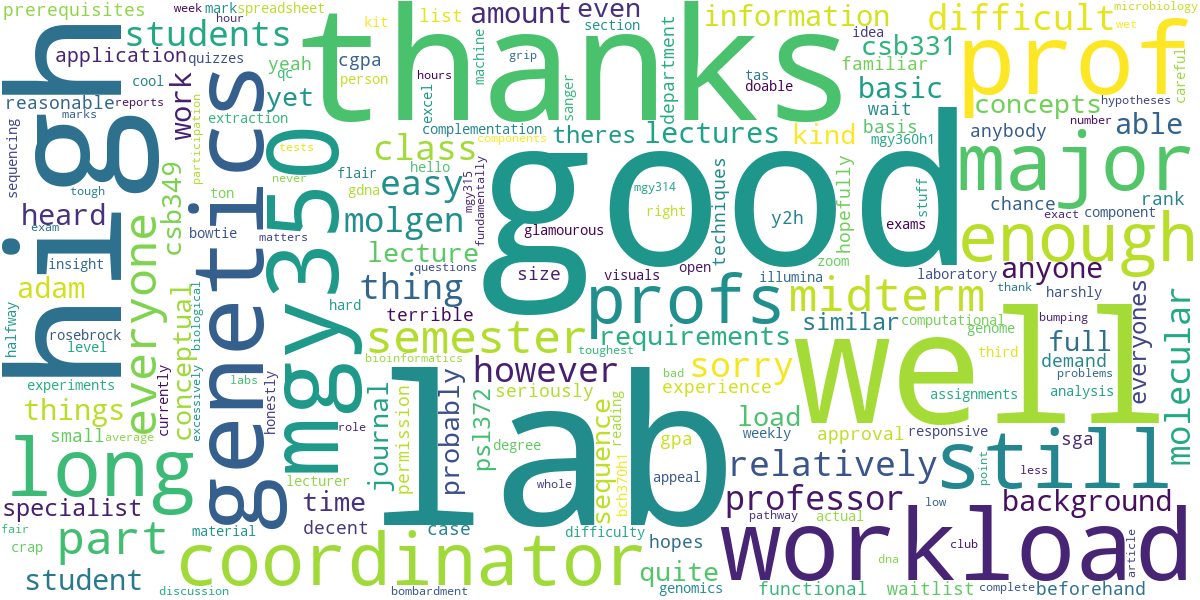 prerequisites
week
mark
spreadsheet
kit
list
amount
even
section
information
idea
difficult
microbiology
wet
students
application
quizzes
hour
thanks
machine
prof
careful
cool
yeah
person
cgpa
qc
hours
grip
department
tas
doable
csb331
familiar
high
reasonable
reports
marks
work
yet
excel
sanger
basic
wait
concepts
hypotheses
number
sequencing
extraction
participation
complementation
components
theres
lectures
kind
basis
mgy360h1
anybody
able
tough
genetics
ton
tests
never
class
hello
flair
gdna
easy
mgy315
fundamentally
good
mgy314
right
techniques
y2h
hopefully
stuff
exams
major
chance
exact
component
rank
heard
exam
insight
everyone
csb349
bowtie
matters
mgy350
molgen
glamourous
lecture
questions
size
visuals
open
zoom
illumina
laboratory
enough
anyone
thank
harshly
adam
halfway
rosebrock
level
conceptual
biological
hard
thing
terrible
profs
midterm
similar
computational
genome
bumping
everyones
molecular
semester
requirements
toughest
bioinformatics
however
sorry
well
third
full
demand
problems
experiments
currently
excessively
labs
honestly
things
small
average
long
journal
permission
probably
seriously
bad
experience
load
weekly
assignments
analysis
approval
responsive
psl372
degree
lab
sequence
reading
bch370h1
gpa
appeal
relatively
still
sga
point
less
specialist
lecturer
role
time
decent
whole
professor
low
background
fair
crap
part
material
case
difficulty
hopes
pathway
actual
workload
club
article
student
coordinator
quite
dna
discussion
bombardment
genomics
functional
waitlist
complete
beforehand